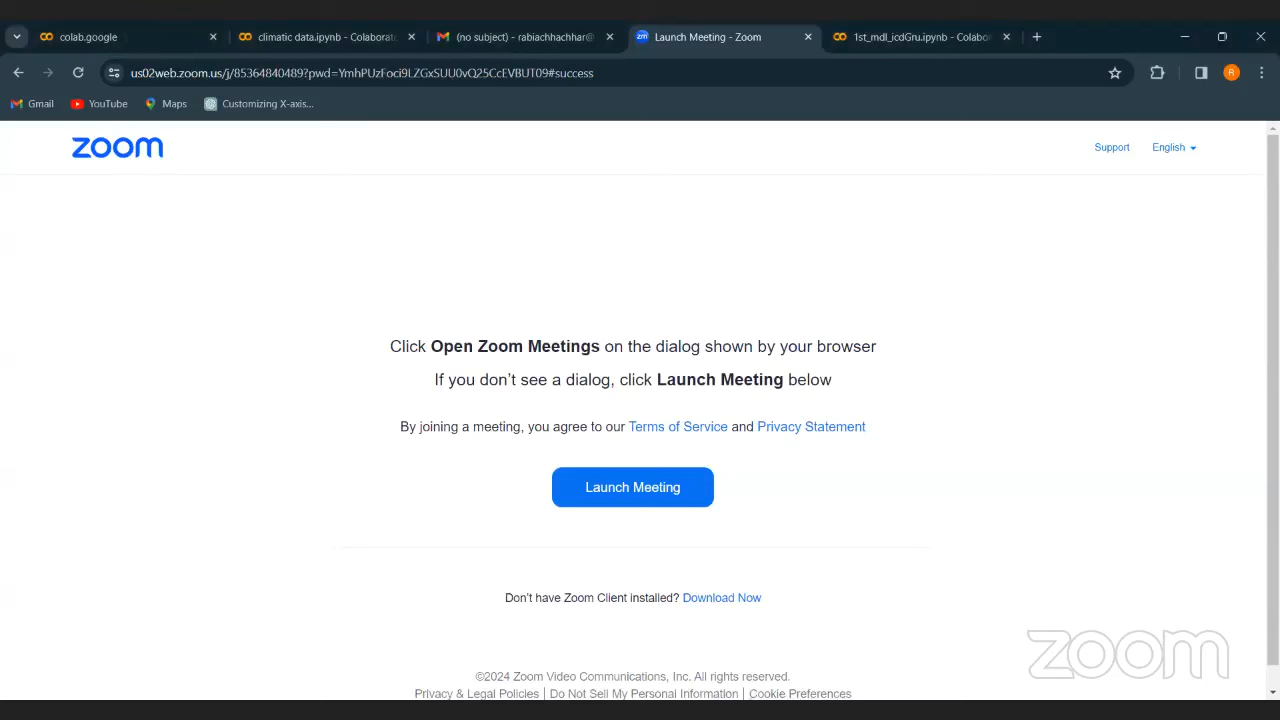 colab.google
climatic data.ipynb - Colaborat
(no subject) - rabiachachhar@
Launch Meeting - Zoom
1st_mdl_icdGru.ipynb - Colabo
us02web.zoom.us/j/85364840489?pwd=YmhPUzFoci9LZGxSUU0vQ25CcEVBUT09#success
R
Gmail
YouTube
Maps
Customizing X-axis...
zoom
Support
English
Click Open Zoom Meetings on the dialog shown by your browser
If you don't see a dialog, click Launch Meeting below
By joining a meeting, you agree to our Terms of Service and Privacy Statement
Launch Meeting
Don't have Zoom Client installed? Download Now
zoom
©2024 Zoom Video Communications, Inc. All rights reserved.
Privacy & Legal Policies | Do Not Sell My Personal Information | Cookie Preferences